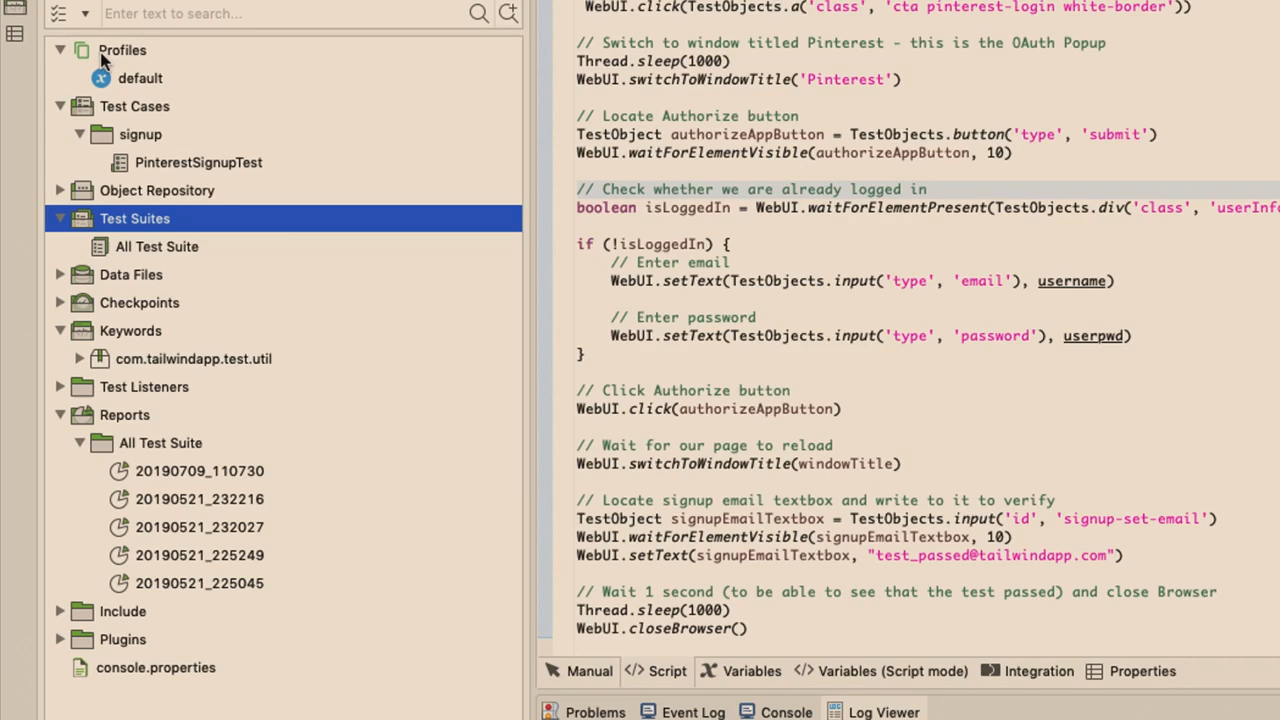 Enter text to search...
Profiles
default
Test Cases
signup
PinterestSignupTest
Object Repository
Test Suites
All Test Suite
Data Files
Checkpoints
Keywords
com.tailwindapp.test.util
Test Listeners
Reports
All Test Suite
20190709_110730
20190521_232216
20190521_232027
20190521_225249
20190521_225045
Include
Plugins
console.properties
WebUI.click(TestObjects.a('class', 'cta pinterest-login white-border'))
// Switch to window titled Pinterest - this is the OAuth Popup
Thread.sleep(1000)
WebUI.switchToWindowTitle('Pinterest')
// Locate Authorize button
TestObject authorizeAppButton = TestObjects.button('type', 'submit')
WebUI.waitForElementVisible(authorizeAppButton, 10)
// Check whether we are already logged in
boolean isLoggedIn = WebUI.waitForElementPresent(TestObjects.div('class', 'userInfo
if (!isLoggedIn) {
// Enter email
WebUI.setText(TestObjects.input('type', 'email'), username)
// Enter password
WebUI.setText(TestObjects.input('type', 'password'), userpwd)
}
// Click Authorize button
WebUI.click(authorizeAppButton)
// Wait for our page to reload
WebUI.switchToWindowTitle(windowTitle)
// Locate signup email textbox and write to it to verify
TestObject signupEmailTextbox = TestObjects.input('id', 'signup-set-email')
WebUI.waitForElementVisible(signupEmailTextbox, 10)
WebUI.setText(signupEmailTextbox, "test_passed@tailwindapp.com")
// Wait 1 second (to be able to see that the test passed) and close Browser
Thread.sleep(1000)
WebUI.closeBrowser()
Manual </> Script Variables </> Variables (Script mode) Integration Properties
Problems Event Log Console Log Viewer